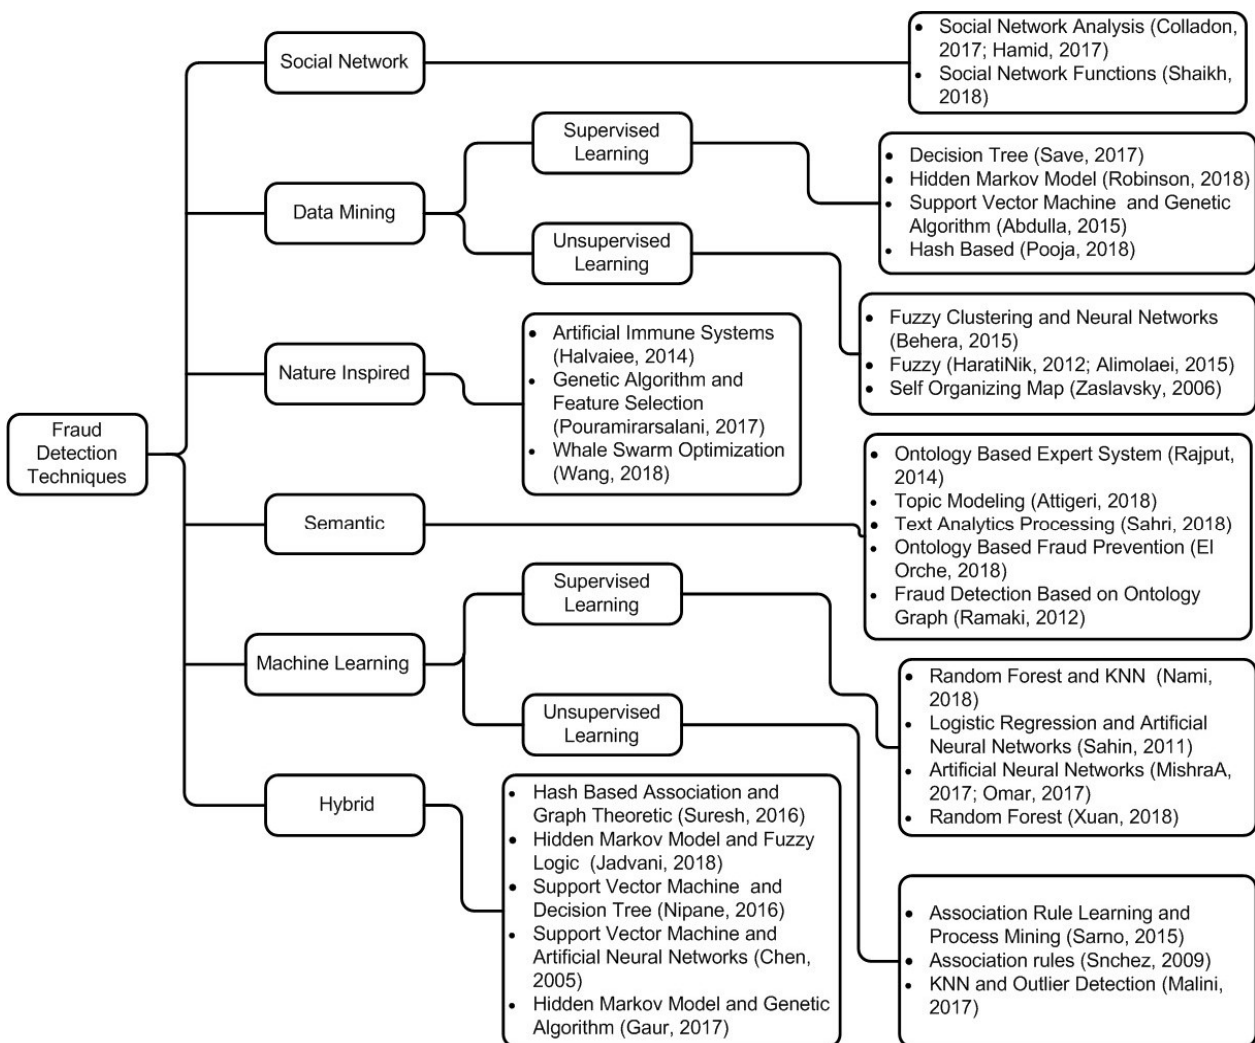 Fraud
Detection
Techniques
Social Network
Social Network Analysis (Colladon,
2017; Hamid, 2017)
Social Network Functions (Shaikh,
2018)
Data Mining
Supervised
Learning
Decision Tree (Save, 2017)
Hidden Markov Model (Robinson, 2018)
Support Vector Machine and Genetic
Algorithm (Abdulla, 2015)
Hash Based (Pooja, 2018)
Unsupervised
Learning
Fuzzy Clustering and Neural Networks
(Behera, 2015)
Fuzzy (HaratiNik, 2012; Alimolaei, 2015)
Self Organizing Map (Zaslavsky, 2006)
Nature Inspired
Artificial Immune Systems
(Halvaiee, 2014)
Genetic Algorithm and
Feature Selection
(Pouramirarsalani, 2017)
Whale Swarm Optimization
(Wang, 2018)
Semantic
Ontology Based Expert System (Rajput,
2014)
Topic Modeling (Attigeri, 2018)
Text Analytics Processing (Sahri, 2018)
Ontology Based Fraud Prevention (El
Orche, 2018)
Fraud Detection Based on Ontology
Graph (Ramaki, 2012)
Machine Learning
Supervised
Learning
Random Forest and KNN (Nami,
2018)
Logistic Regression and Artificial
Neural Networks (Sahin, 2011)
Artificial Neural Networks (MishraA,
2017; Omar, 2017)
Random Forest (Xuan, 2018)
Unsupervised
Learning
Association Rule Learning and
Process Mining (Sarno, 2015)
Association rules (Snchez, 2009)
KNN and Outlier Detection (Malini,
2017)
Hybrid
Hash Based Association and
Graph Theoretic (Suresh, 2016)
Hidden Markov Model and Fuzzy
Logic (Jadvani, 2018)
Support Vector Machine and
Decision Tree (Nipane, 2016)
Support Vector Machine and
Artificial Neural Networks (Chen,
2005)
Hidden Markov Model and Genetic
Algorithm (Gaur, 2017)